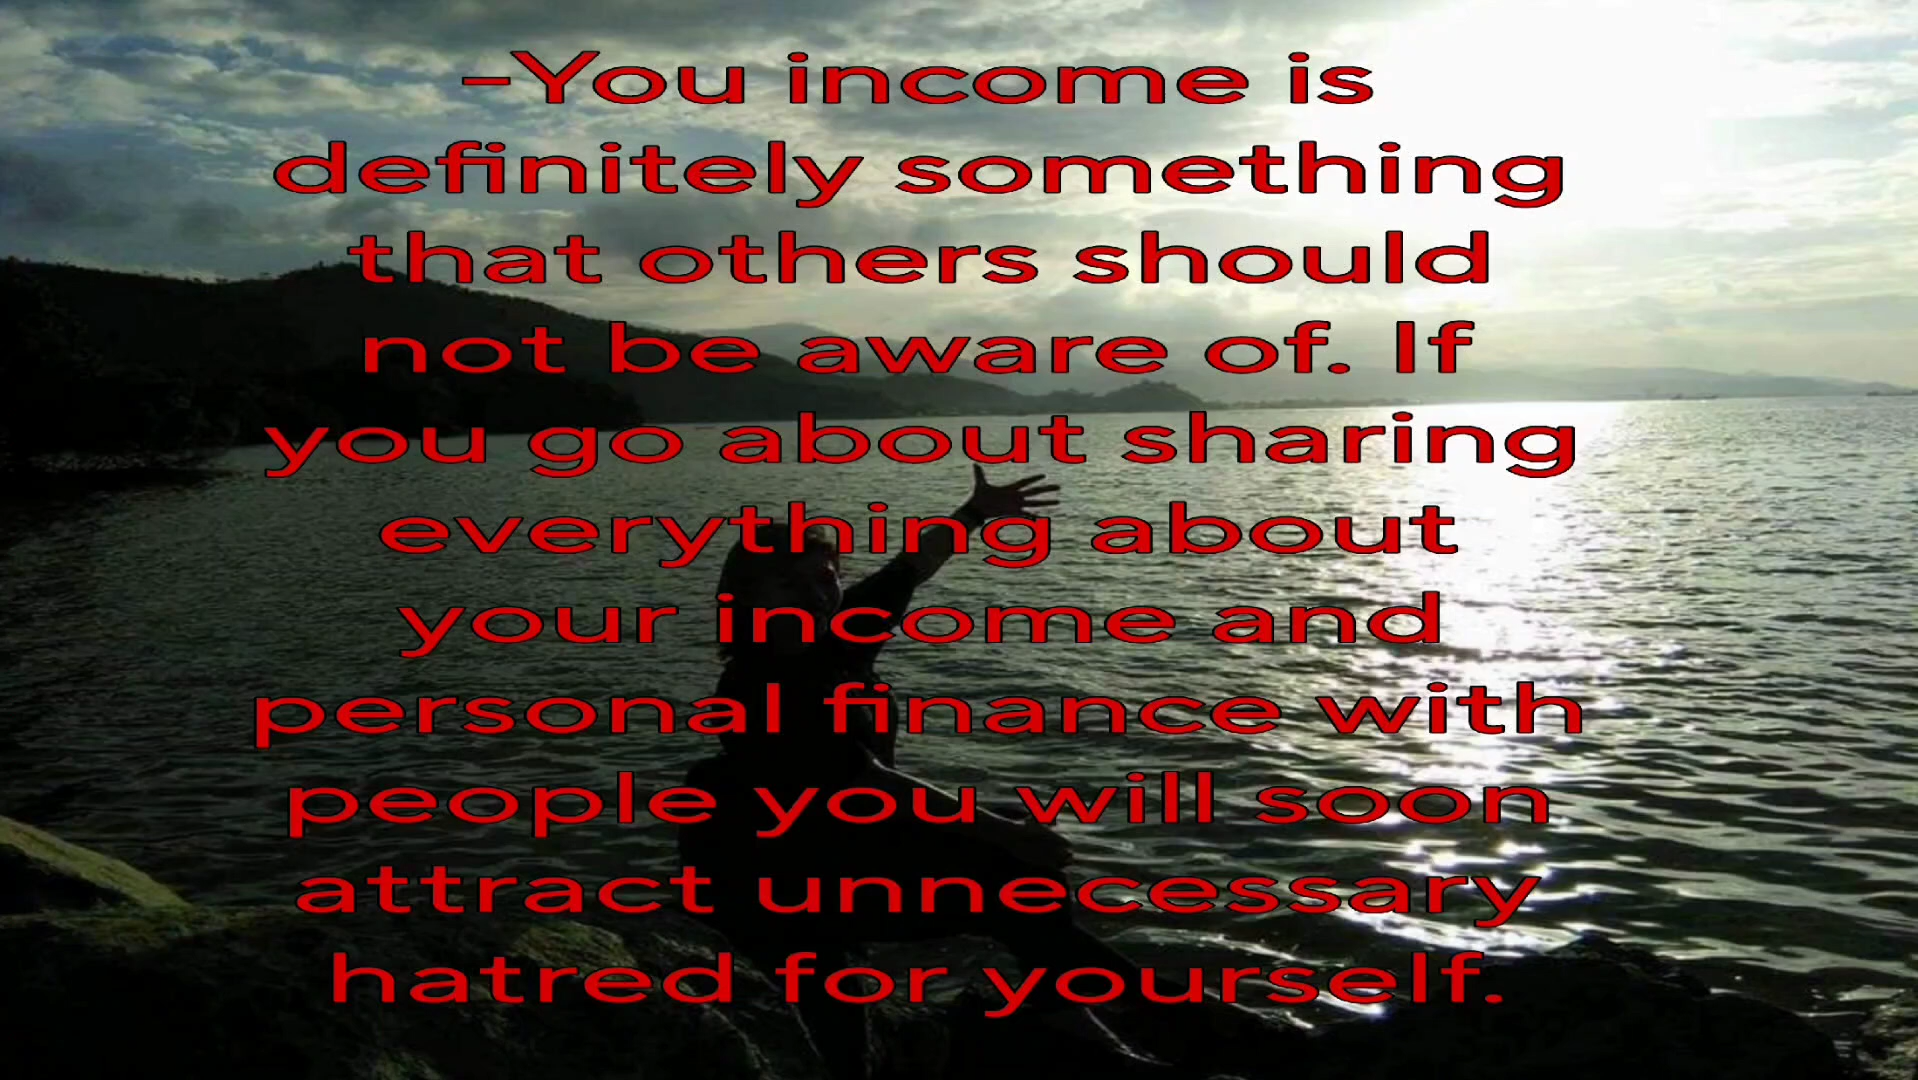 -You income is
definitely something
that others should
not be aware of. If
you go about sharing
everything about
your income and
personal finance with
people you will soon
attract unnecessary
hatred for yourself.